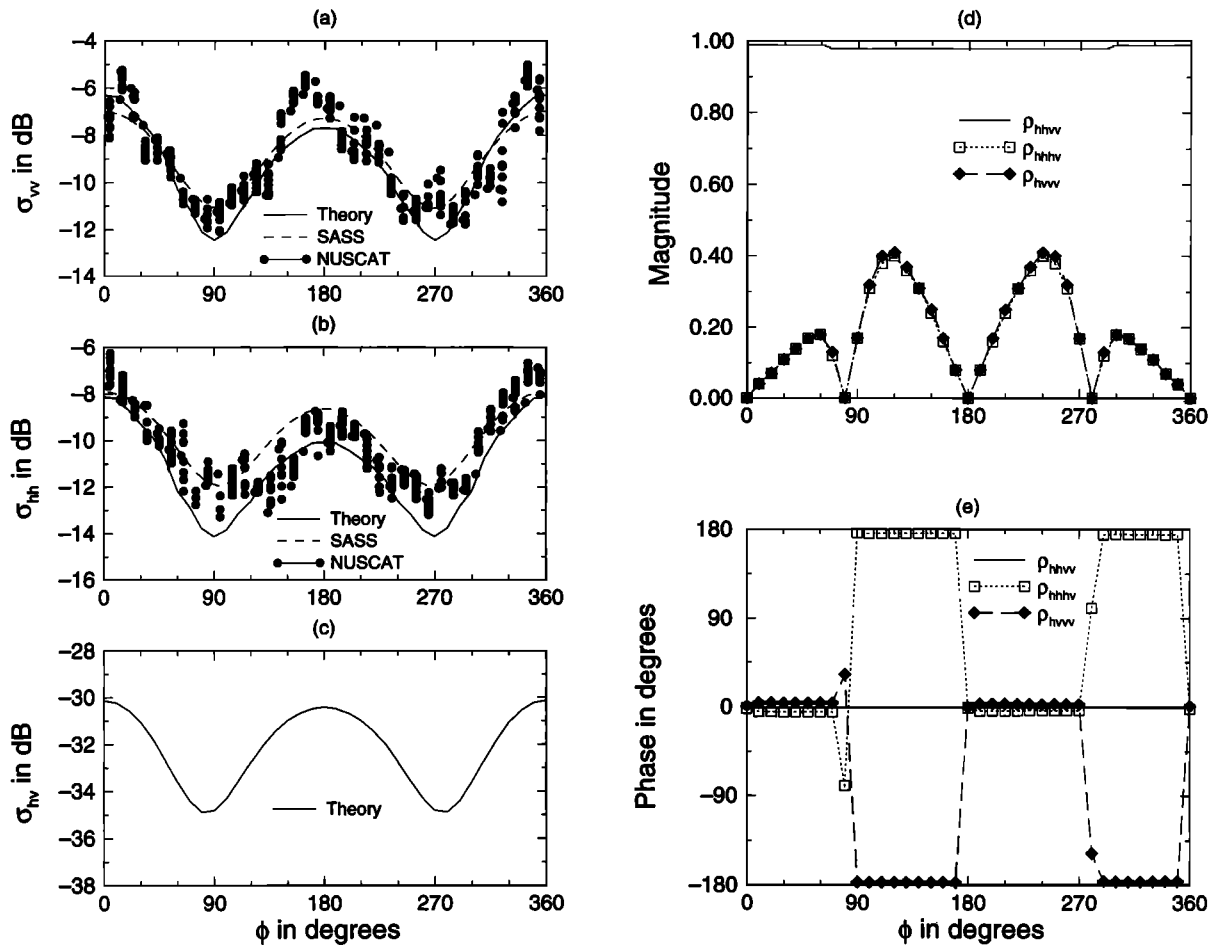 (a)
σvv in dB
−4
−6
−8
−10
−12
−14
Theory
SASS
NUSCAT
0 90 180 270 360
(b)
σhh in dB
−6
−8
−10
−12
−14
−16
Theory
SASS
NUSCAT
0 90 180 270 360
(c)
σhv in dB
−28
−30
−32
−34
−36
−38
Theory
0 90 180 270 360
ϕ in degrees
(d)
Magnitude
1.00
0.80
0.60
0.40
0.20
0.00
ρhhvv
ρhhhv
ρhvvv
0 90 180 270 360
(e)
Phase in degrees
180
90
0
−90
−180
ρhhvv
ρhhhv
ρhvvv
0 90 180 270 360
ϕ in degrees